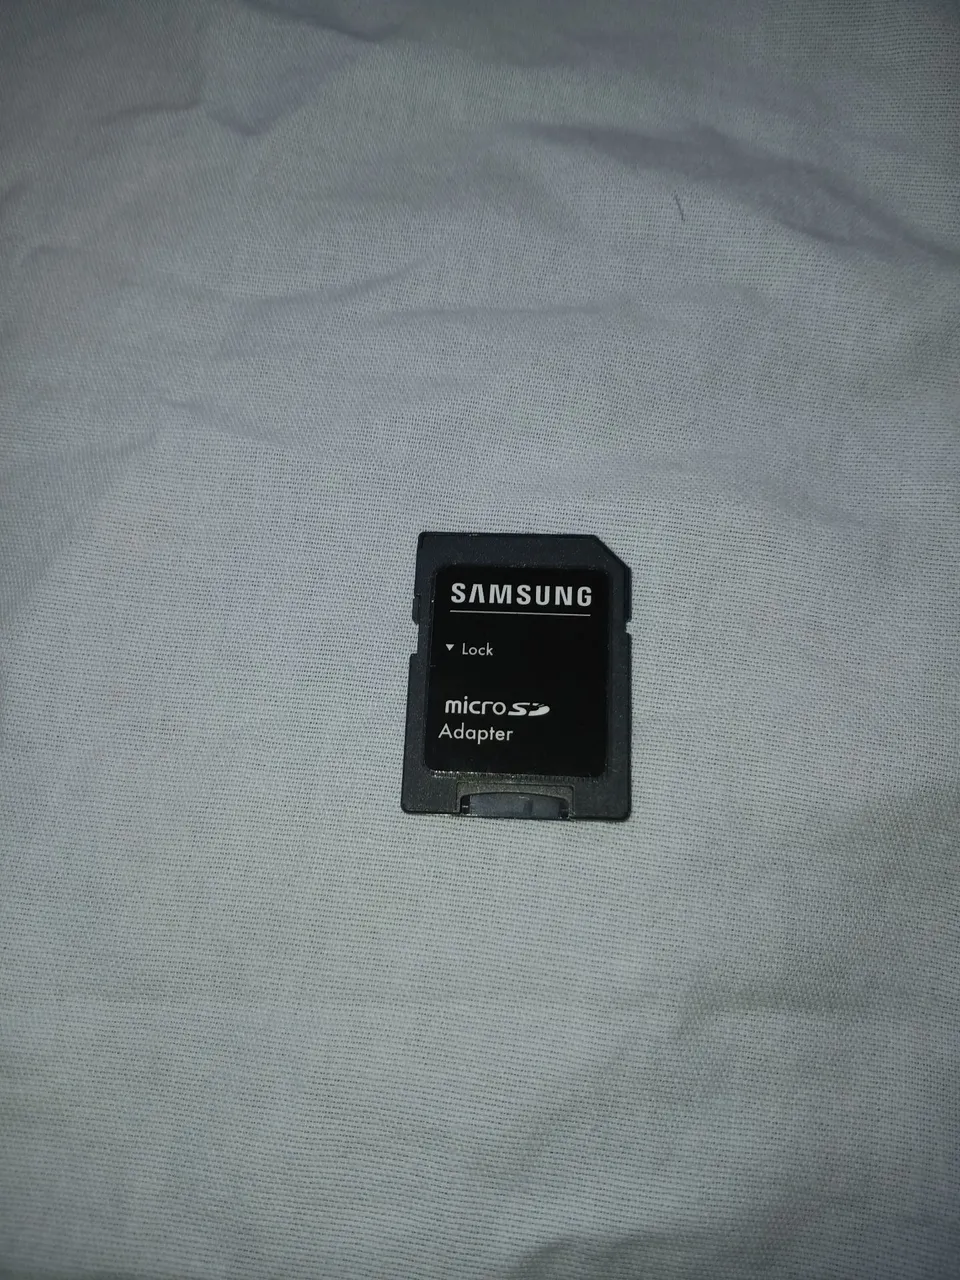 SAMSUNG
Lock
micro SD
Adapter